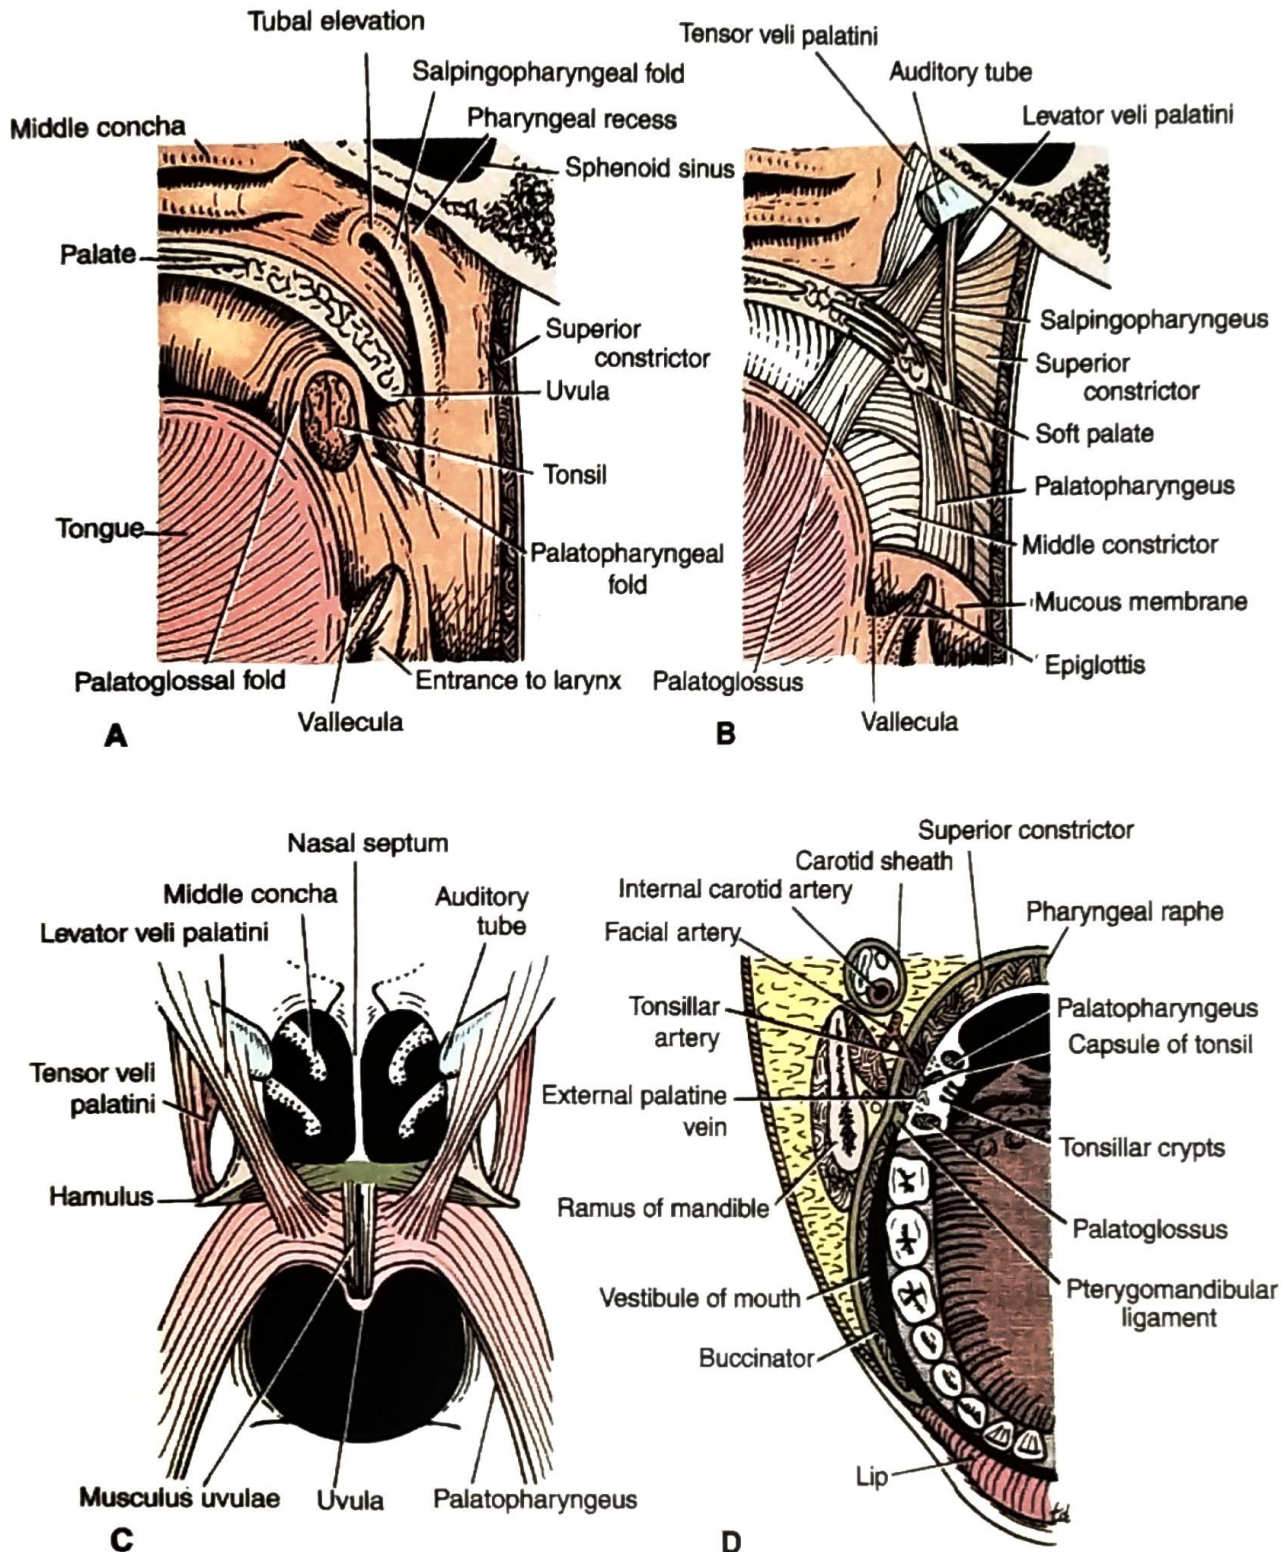 Tubal elevation
Salpingopharyngeal fold
Pharyngeal recess
Middle concha
Sphenoid sinus
Palate
Superior
constrictor
Uvula
Tonsil
Tongue
Palatopharyngeal
fold
Palatoglossal fold
Entrance to larynx
Vallecula
A
Tensor veli palatini
Auditory tube
Levator veli palatini
Salpingopharyngeus
Superior
constrictor
Soft palate
Palatopharyngeus
Middle constrictor
Mucous membrane
Epiglottis
Palatoglossus
Vallecula
B
Nasal septum
Middle concha
Auditory
tube
Levator veli palatini
Tensor veli
palatini
Hamulus
Musculus uvulae
Uvula
Palatopharyngeus
C
Superior constrictor
Carotid sheath
Internal carotid artery
Pharyngeal raphe
Facial artery
Tonsillar
artery
Palatopharyngeus
Capsule of tonsil
External palatine
vein
Tonsillar crypts
Ramus of mandible
Palatoglossus
Vestibule of mouth
Pterygomandibular
ligament
Buccinator
Lip
D